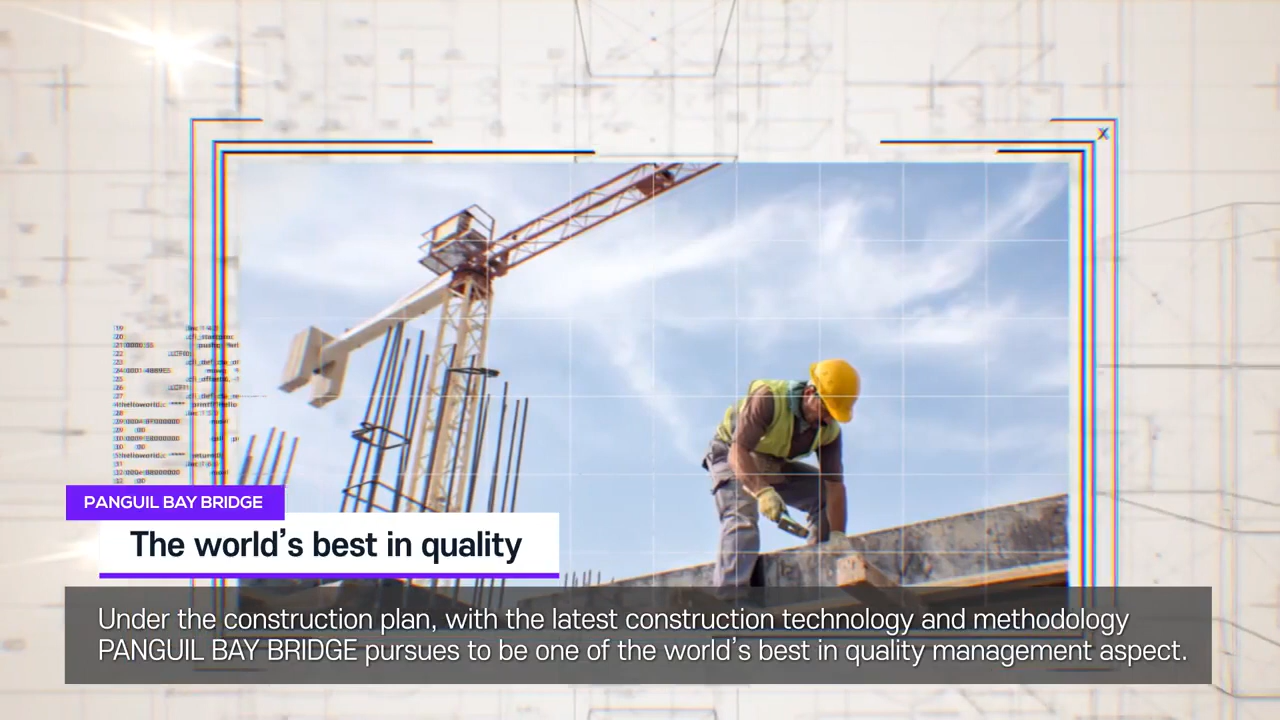 PANGUIL BAY BRIDGE
The world's best in quality
Under the construction plan, with the latest construction technology and methodology
PANGUIL BAY BRIDGE pursues to be one of the world's best in quality management aspect.